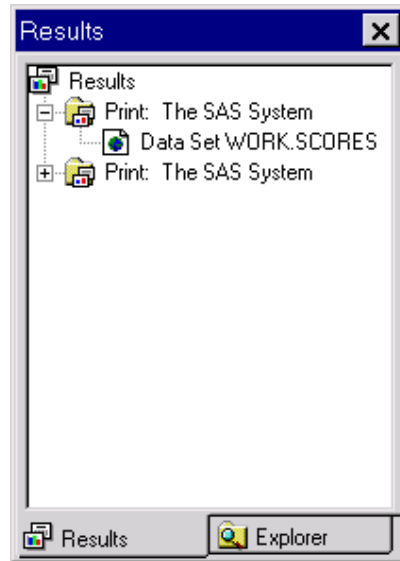 Results
Results
Print: The SAS System
Data Set WORK.SCORES
Print: The SAS System
Results Explorer